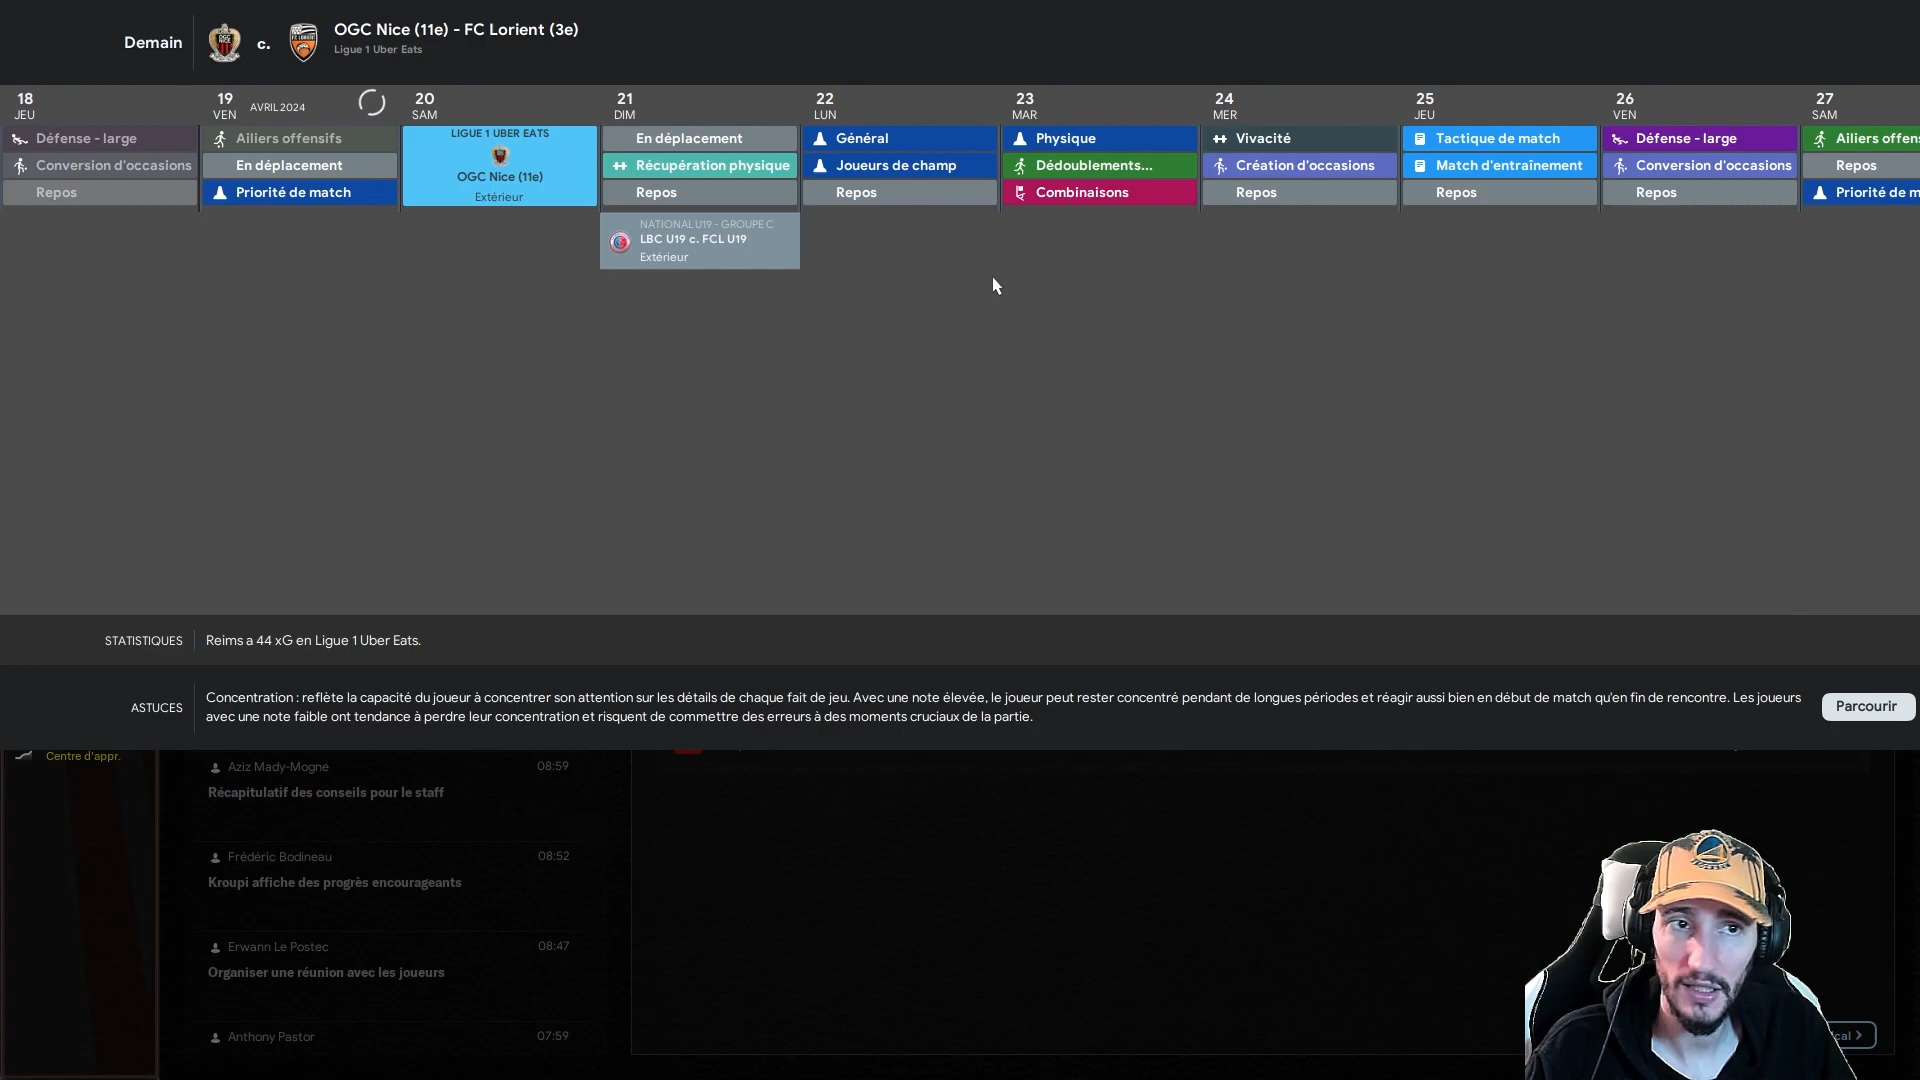 Demain
c.
OGC Nice (11e) - FC Lorient (3e)
Ligue 1 Uber Eats
18
JEU
19
VEN
AVRIL 2024
20
SAM
21
DIM
22
LUN
23
MAR
24
MER
25
JEU
26
VEN
27
SAM
Défense - large
Conversion d'occasions
Repos
Ailiers offensifs
En déplacement
Priorité de match
LIGUE 1 UBER EATS
OGC Nice (11e)
Extérieur
En déplacement
Récupération physique
Repos
NATIONAL U19 - GROUPE C
LBC U19 c. FCL U19
Extérieur
Général
Joueurs de champ
Repos
Physique
Dédoublements...
Combinaisons
Vivacité
Création d'occasions
Repos
Tactique de match
Match d'entraînement
Repos
Défense - large
Conversion d'occasions
Repos
Ailiers offens
Repos
Priorité de m
STATISTIQUES
Reims a 44 xG en Ligue 1 Uber Eats.
ASTUCES
Concentration : reflète la capacité du joueur à concentrer son attention sur les détails de chaque fait de jeu. Avec une note élevée, le joueur peut rester concentré pendant de longues périodes et réagir aussi bien en début de match qu'en fin de rencontre. Les joueurs
avec une note faible ont tendance à perdre leur concentration et risquent de commettre des erreurs à des moments cruciaux de la partie.
Parcourir
Centre d'appr.
Aziz Mady-Mogne
08:59
Récapitulatif des conseils pour le staff
Frédéric Bodineau
08:52
Kroupi affiche des progrès encourageants
Erwann Le Postec
08:47
Organiser une réunion avec les joueurs
Anthony Pastor
07:59